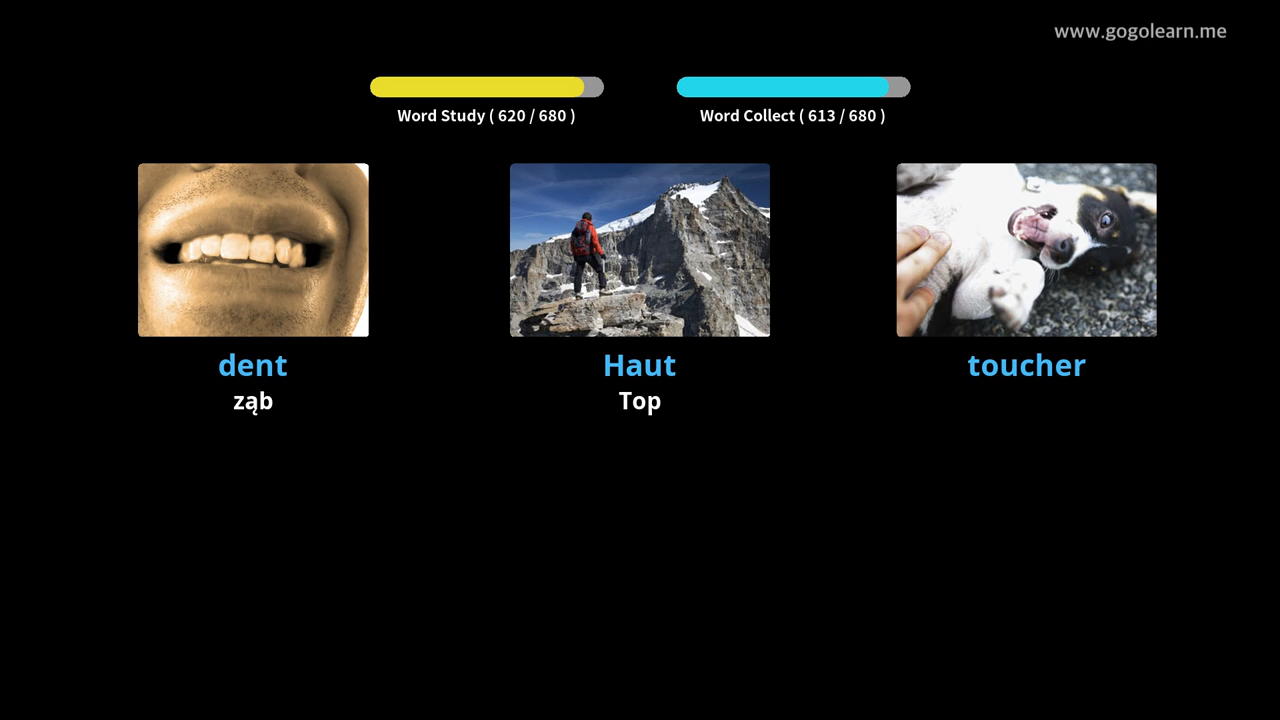 www.gogolearn.me
Word Study ( 620 / 680 )
Word Collect ( 613 / 680 )
dent
ząb
Haut
Top
toucher